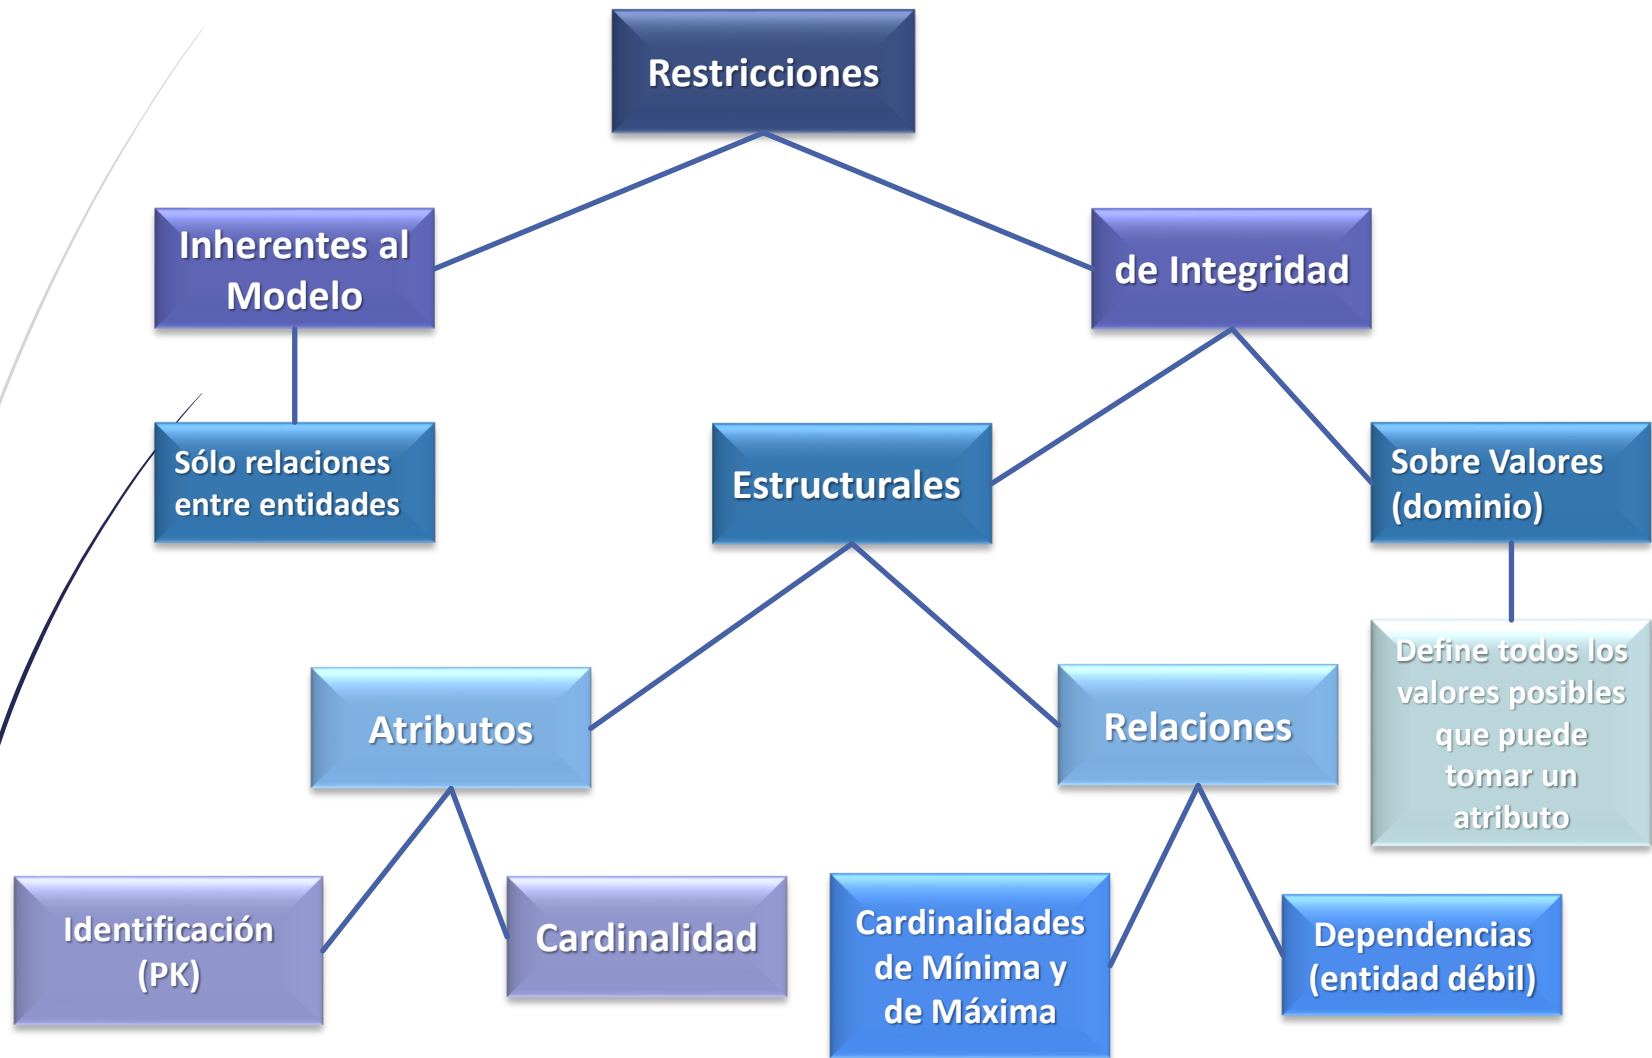 Restricciones
Inherentes al
Modelo
de Integridad
Sólo relaciones
entre entidades
Estructurales
Sobre Valores
(dominio)
Define todos los
valores posibles
que puede
tomar un
atributo
Atributos
Relaciones
Identificación
(PK)
Cardinalidad
Cardinalidades
de Mínima y
de Máxima
Dependencias
(entidad débil)